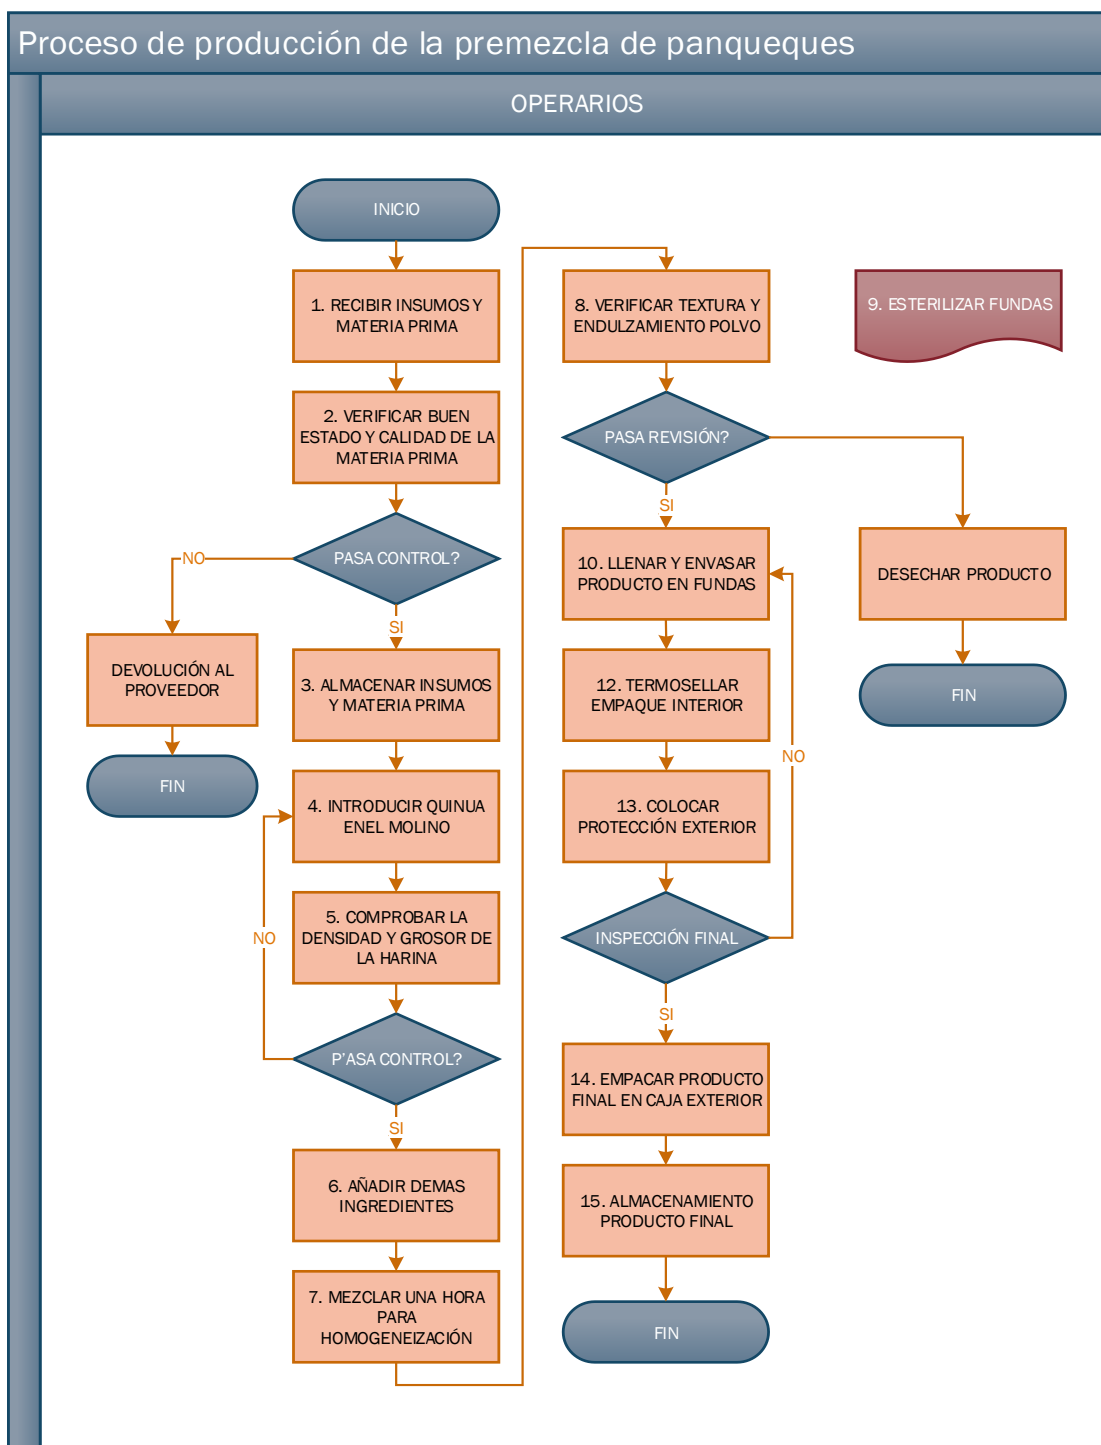 Proceso de producción de la premezcla de panqueques
OPERARIOS
INICIO
1. RECIBIR INSUMOS Y
MATERIA PRIMA
2. VERIFICAR BUEN
ESTADO Y CALIDAD DE LA
MATERIA PRIMA
PASA CONTROL?
NO
DEVOLUCIÓN AL
PROVEEDOR
FIN
SI
3. ALMACENAR INSUMOS
Y MATERIA PRIMA
4. INTRODUCIR QUINUA
ENEL MOLINO
5. COMPROBAR LA
DENSIDAD Y GROSOR DE
LA HARINA
NO
P'ASA CONTROL?
SI
6. AÑADIR DEMAS
INGREDIENTES
7. MEZCLAR UNA HORA
PARA
HOMOGENEIZACIÓN
8. VERIFICAR TEXTURA Y
ENDULZAMIENTO POLVO
PASA REVISIÓN?
SI
10. LLENAR Y ENVASAR
PRODUCTO EN FUNDAS
12. TERMOSELLAR
EMPAQUE INTERIOR
13. COLOCAR
PROTECCIÓN EXTERIOR
NO
INSPECCIÓN FINAL
SI
14. EMPACAR PRODUCTO
FINAL EN CAJA EXTERIOR
15. ALMACENAMIENTO
PRODUCTO FINAL
FIN
9. ESTERILIZAR FUNDAS
DESECHAR PRODUCTO
FIN